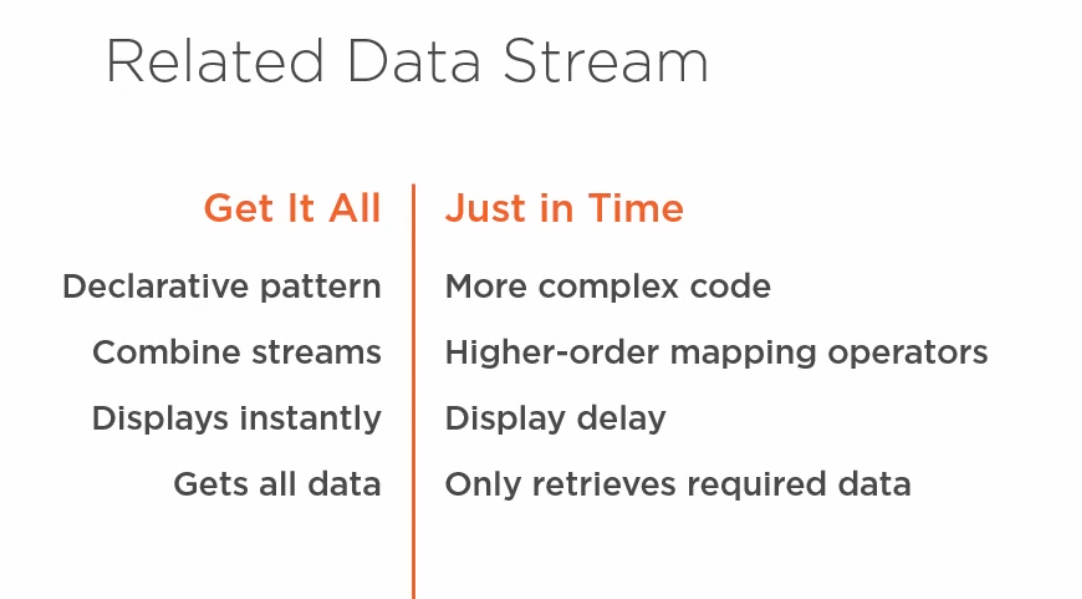 Related Data Stream
Get It All
Declarative pattern
Combine streams
Displays instantly
Gets all data
Just in Time
More complex code
Higher-order mapping operators
Display delay
Only retrieves required data